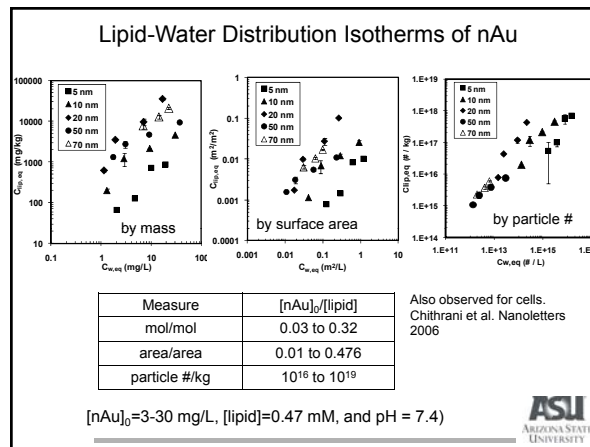 Lipid-Water Distribution Isotherms of nAu
100000
10000
1000
100
10
0.1
1
10
100
C_lip,eq (mg/kg)
C_w,eq (mg/L)
5 nm
10 nm
20 nm
50 nm
70 nm
by mass
1
0.1
0.01
0.001
0.0001
0.001
0.01
0.1
1
10
C_lip,eq (m²/m²)
C_w,eq (m²/L)
5 nm
10 nm
20 nm
50 nm
70 nm
by surface area
1.E+19
1.E+18
1.E+17
1.E+16
1.E+15
1.E+14
1.E+11
1.E+13
1.E+15
Clip,eq (# / kg)
Cw,eq (# / L)
5 nm
10 nm
20 nm
50 nm
70 nm
by particle #
Measure [nAu]₀/[lipid]
mol/mol 0.03 to 0.32
area/area 0.01 to 0.476
particle #/kg 10¹⁶ to 10¹⁹
Also observed for cells.
Chithrani et al. Nanoletters
2006
[nAu]₀=3-30 mg/L, [lipid]=0.47 mM, and pH = 7.4)
ASU
ARIZONA STATE
UNIVERSITY